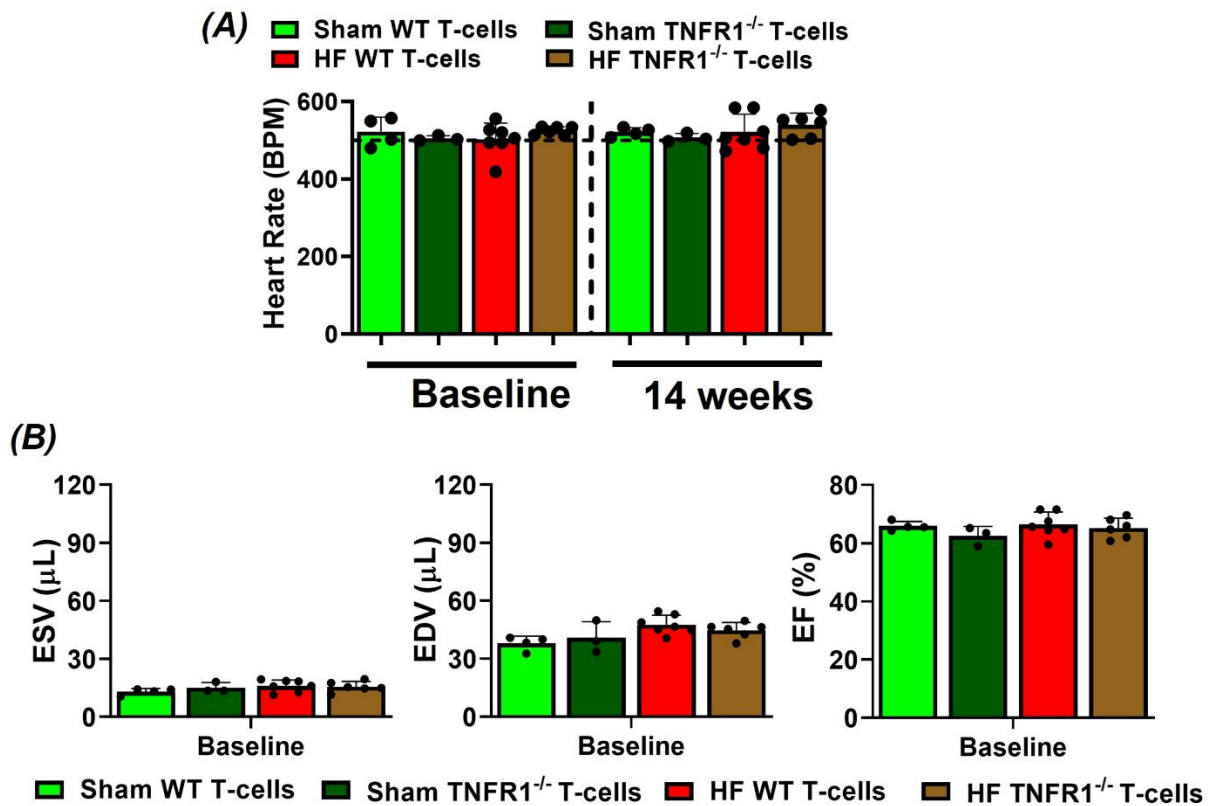 (A)
Sham WT T-cells Sham TNFR1-/- T-cells
HF WT T-cells HF TNFR1-/- T-cells
Heart Rate (BPM)
600
400
200
0
Baseline 14 weeks
(B)
ESV (μL)
120
90
60
30
0
Baseline
EDV (μL)
120
90
60
30
0
Baseline
EF (%)
80
60
40
20
0
Baseline
Sham WT T-cells Sham TNFR1-/- T-cells HF WT T-cells HF TNFR1-/- T-cells